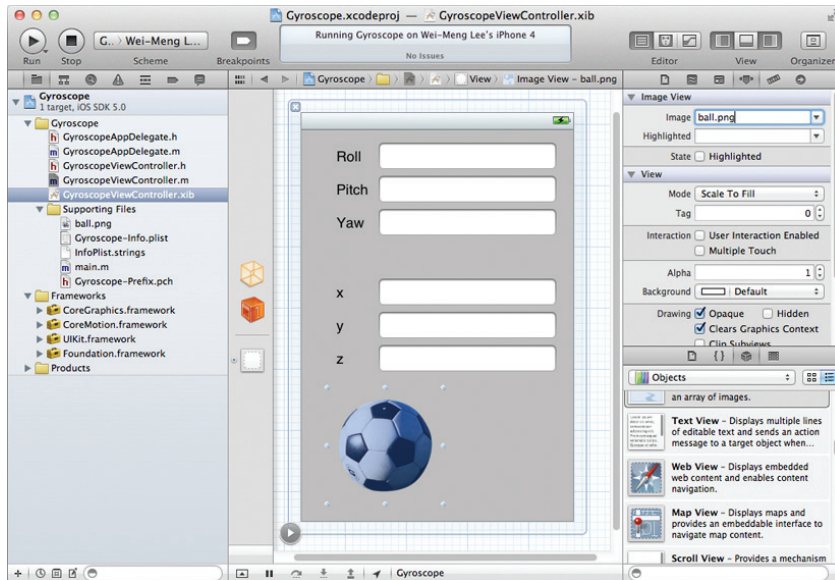 Gyroscope.xcodeproj — GyroscopeViewController.xib
Run
Stop
G.. Wei-Meng L...
Scheme
Breakpoints
Running Gyroscope on Wei-Meng Lee's iPhone 4
No Issues
Editor
View
Organizer
Gyroscope
View
Image View – ball.png
Gyroscope
1 target, iOS SDK 5.0
Gyroscope
h GyroscopeAppDelegate.h
m GyroscopeAppDelegate.m
h GyroscopeViewController.h
m GyroscopeViewController.m
GyroscopeViewController.xib
Supporting Files
ball.png
Gyroscope-Info.plist
InfoPlist.strings
m main.m
h Gyroscope-Prefix.pch
Frameworks
CoreGraphics.framework
CoreMotion.framework
UIKit.framework
Foundation.framework
Products
Roll
Pitch
Yaw
x
y
z
Gyroscope
Image View
Image ball.png
Highlighted
State Highlighted
View
Mode Scale To Fill
Tag 0
Interaction User Interaction Enabled
Multiple Touch
Alpha 1
Background Default
Drawing Opaque Hidden
Clears Graphics Context
Clip Subviews
{}
Objects
an array of images.
Text View – Displays multiple lines
of editable text and sends an action
message to a target object when...
Web View – Displays embedded
web content and enables content
navigation.
Map View – Displays maps and
provides an embeddable interface to
navigate map content.
Scroll View – Provides a mechanism